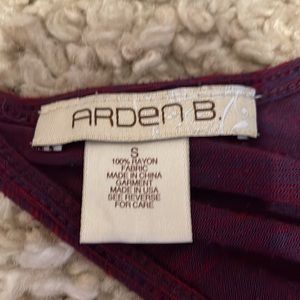 ARDEN B.
S
100% RAYON
FABRIC
MADE IN CHINA
GARMENT
MADE IN USA
SEE REVERSE
FOR CARE